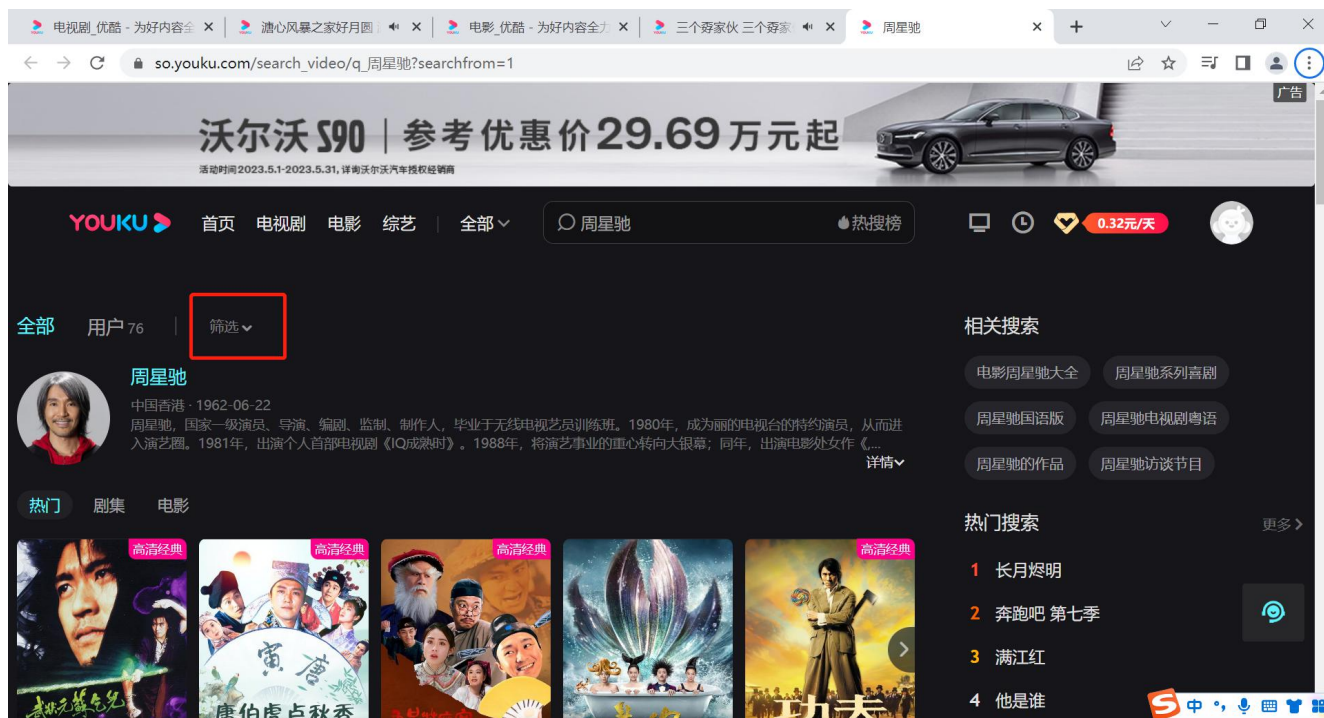 电视剧_优酷 - 为好内容全
溏心风暴之家好月圆
电影_优酷 - 为好内容全力
三个孬家伙 三个孬家
周星驰
so.youku.com/search_video/q_周星驰?searchfrom=1
广告
沃尔沃 S90 | 参考优惠价29.69万元起
活动时间2023.5.1-2023.5.31, 详询沃尔沃汽车授权经销商
YOUKU 首页 电视剧 电影 综艺 全部 周星驰 热搜榜 0.32元/天
全部 用户 76 筛选
周星驰
中国香港 · 1962-06-22
周星驰，国家一级演员、导演、编剧、监制、制作人，毕业于无线电视艺员训练班。1980年，成为丽的电视台的特约演员，从而进
入演艺圈。1981年，出演个人首部电视剧《IQ成熟时》。1988年，将演艺事业的重心转向大银幕；同年，出演电影处女作《...
详情
热门 剧集 电影
高清经典
高清经典
高清经典
高清经典
武状元苏乞儿
寅 唐
唐伯虎点秋香
功夫
相关搜索
电影周星驰大全 周星驰系列喜剧
周星驰国语版 周星驰电视剧粤语
周星驰的作品 周星驰访谈节目
热门搜索 更多
1 长月烬明
2 奔跑吧 第七季
3 满江红
4 他是谁
中